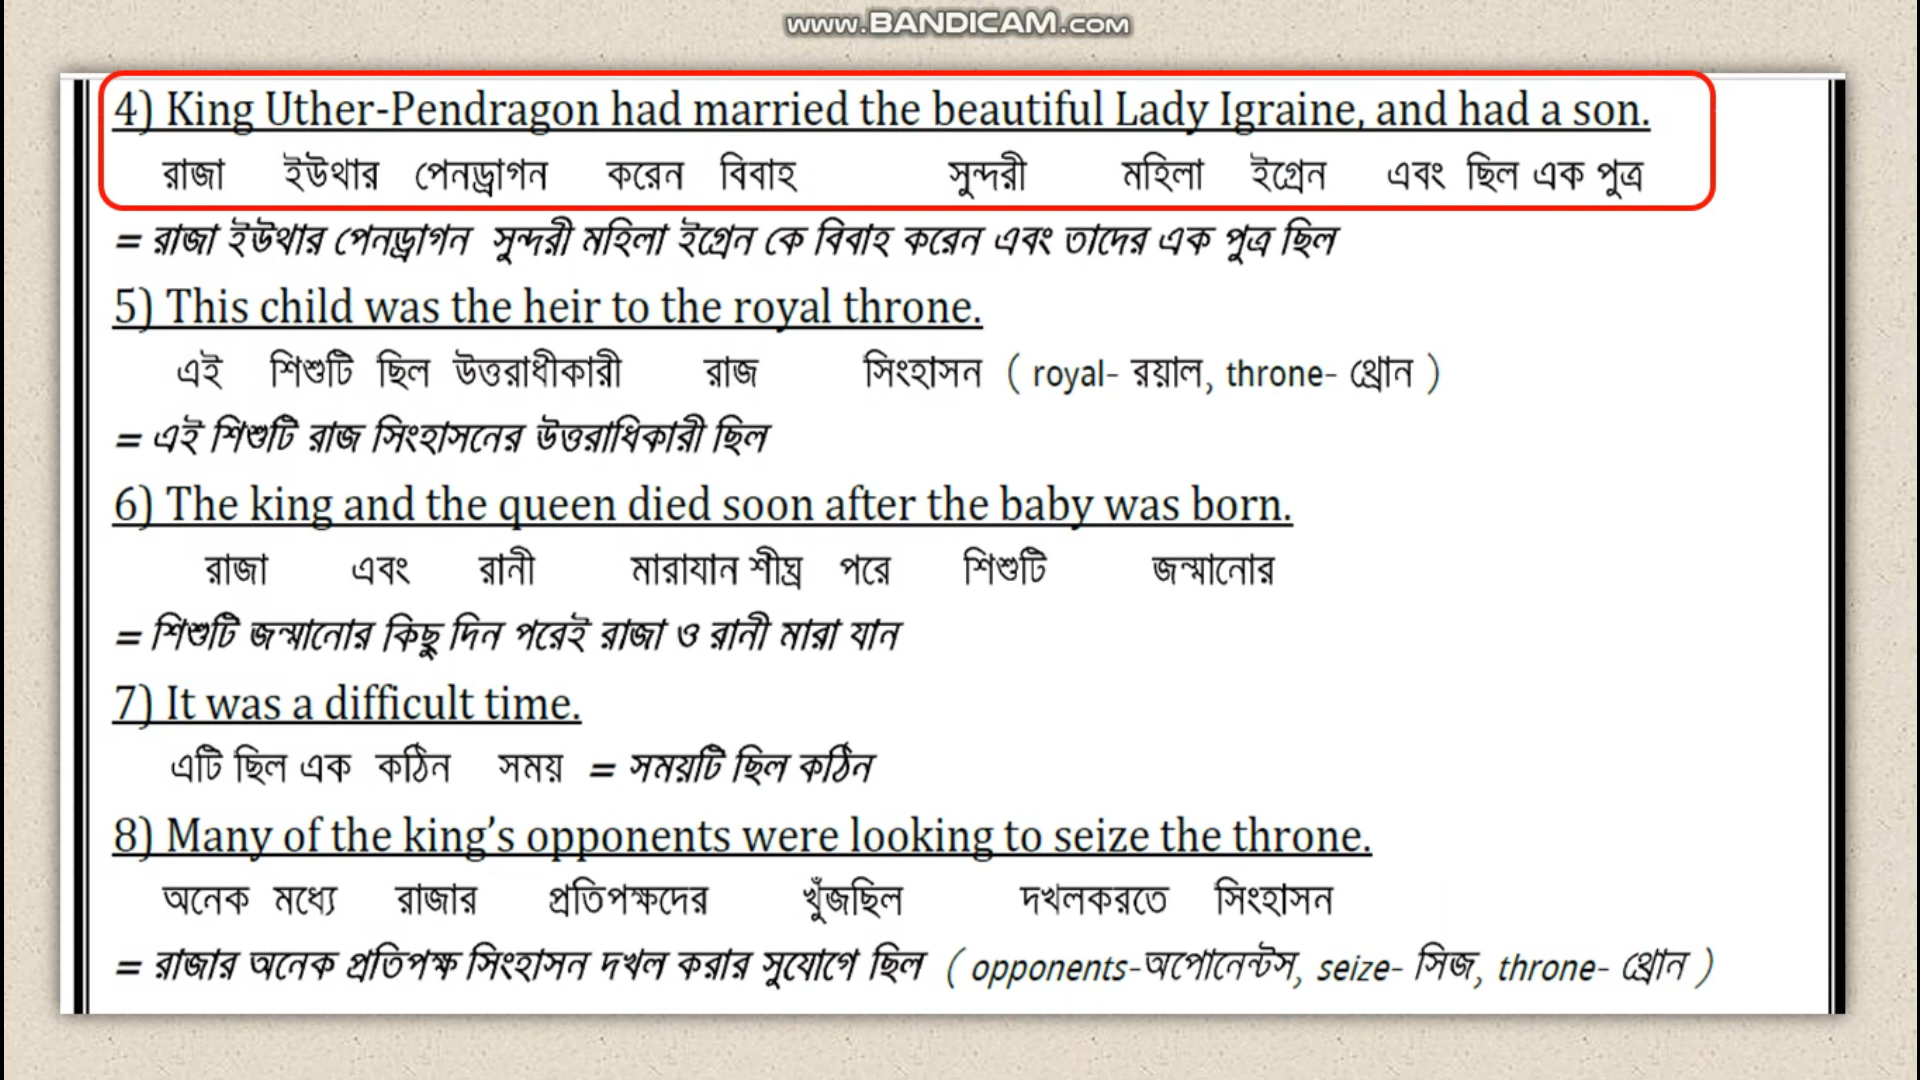 www.BANDICAM.com
4) King Uther-Pendragon had married the beautiful Lady Igraine, and had a son.
রাজা ইউথার পেনড্রাগন করেন বিবাহ সুন্দরী মহিলা ইগ্রেন এবং ছিল এক পুত্র
= রাজা ইউথার পেনড্রাগন সুন্দরী মহিলা ইগ্রেন কে বিবাহ করেন এবং তাদের এক পুত্র ছিল
5) This child was the heir to the royal throne.
এই শিশুটি ছিল উত্তরাধীকারী রাজ সিংহাসন ( royal- রয়াল, throne- থ্রোন )
= এই শিশুটি রাজ সিংহাসনের উত্তরাধিকারী ছিল
6) The king and the queen died soon after the baby was born.
রাজা এবং রানী মারাযান শীঘ্র পরে শিশুটি জন্মানোর
= শিশুটি জন্মানোর কিছু দিন পরেই রাজা ও রানী মারা যান
7) It was a difficult time.
এটি ছিল এক কঠিন সময় = সময়টি ছিল কঠিন
8) Many of the king’s opponents were looking to seize the throne.
অনেক মধ্যে রাজার প্রতিপক্ষদের খুঁজছিল দখলকরতে সিংহাসন
= রাজার অনেক প্রতিপক্ষ সিংহাসন দখল করার সুযোগে ছিল ( opponents-অপোনেন্টস, seize- সিজ, throne- থ্রোন )